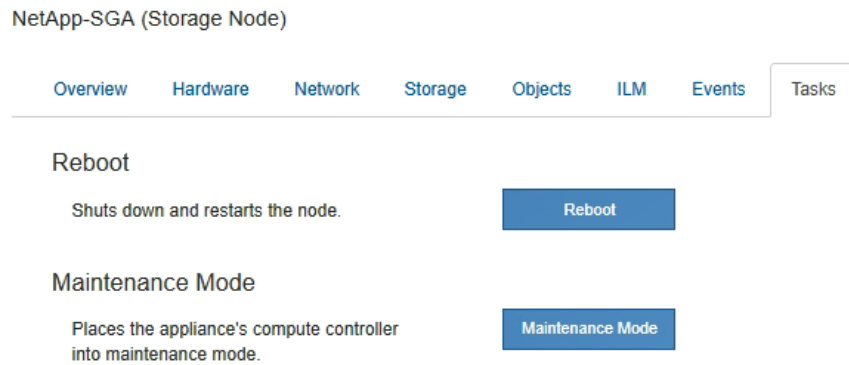 NetApp-SGA (Storage Node)
Overview Hardware Network Storage Objects ILM Events Tasks
Reboot
Shuts down and restarts the node. Reboot
Maintenance Mode
Places the appliance's compute controller Maintenance Mode
into maintenance mode.